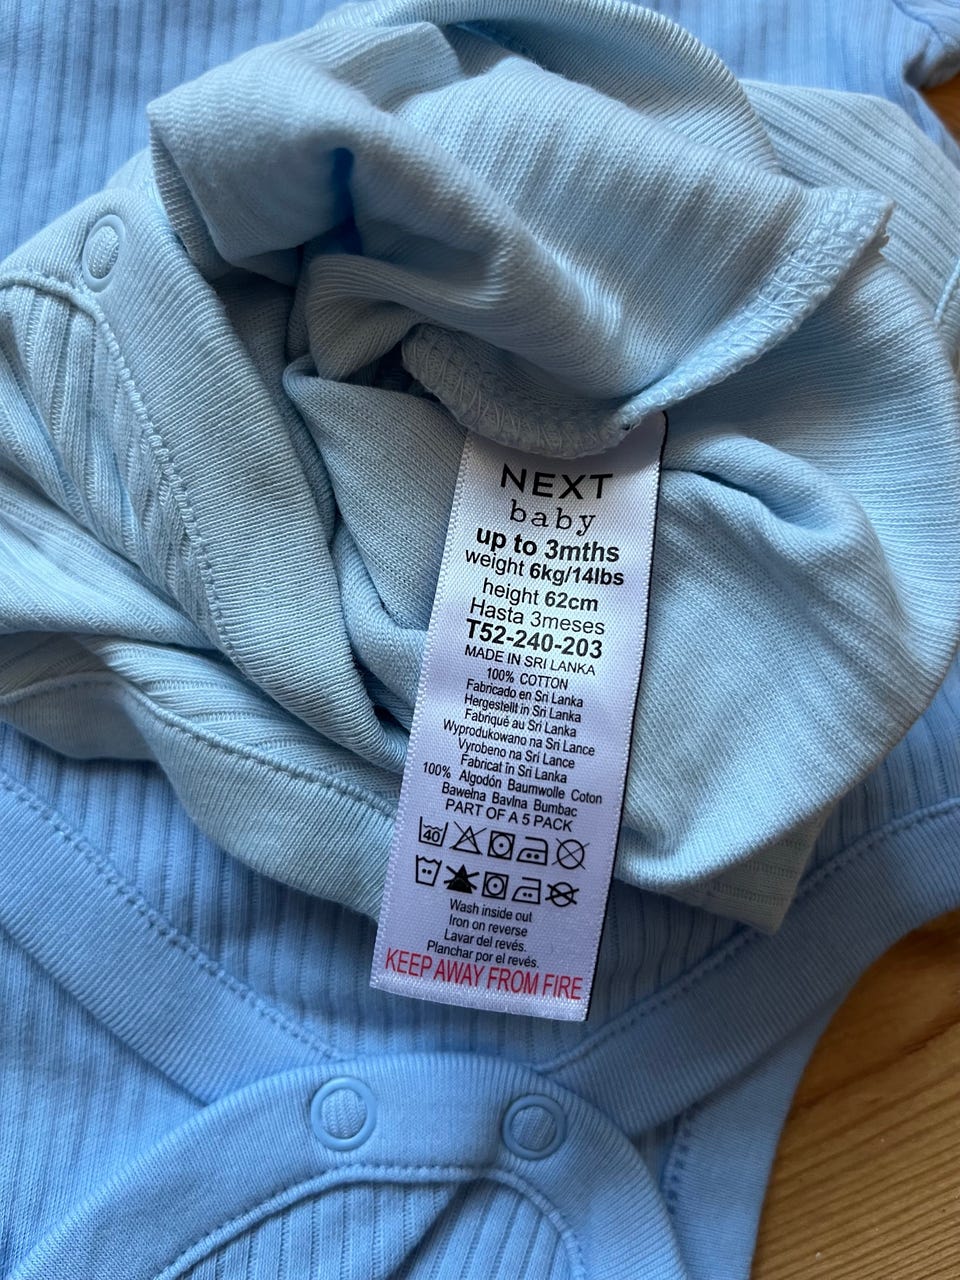 NEXT
baby
up to 3mths
weight 6kg/14lbs
height 62cm
Hasta 3meses
T52-240-203
MADE IN SRI LANKA
100% COTTON
Fabricado en Sri Lanka
Hergestellt in Sri Lanka
Fabriqué au Sri Lanka
Wyprodukowano na Sri Lance
Vyrobeno na Sri Lance
Fabricat în Sri Lanka
100% Algodón Baumwolle Coton
Bawełna Bavlna Bumbac
PART OF A 5 PACK
40
Wash inside out
Iron on reverse
Lavar del revés.
Planchar por el revés.
KEEP AWAY FROM FIRE